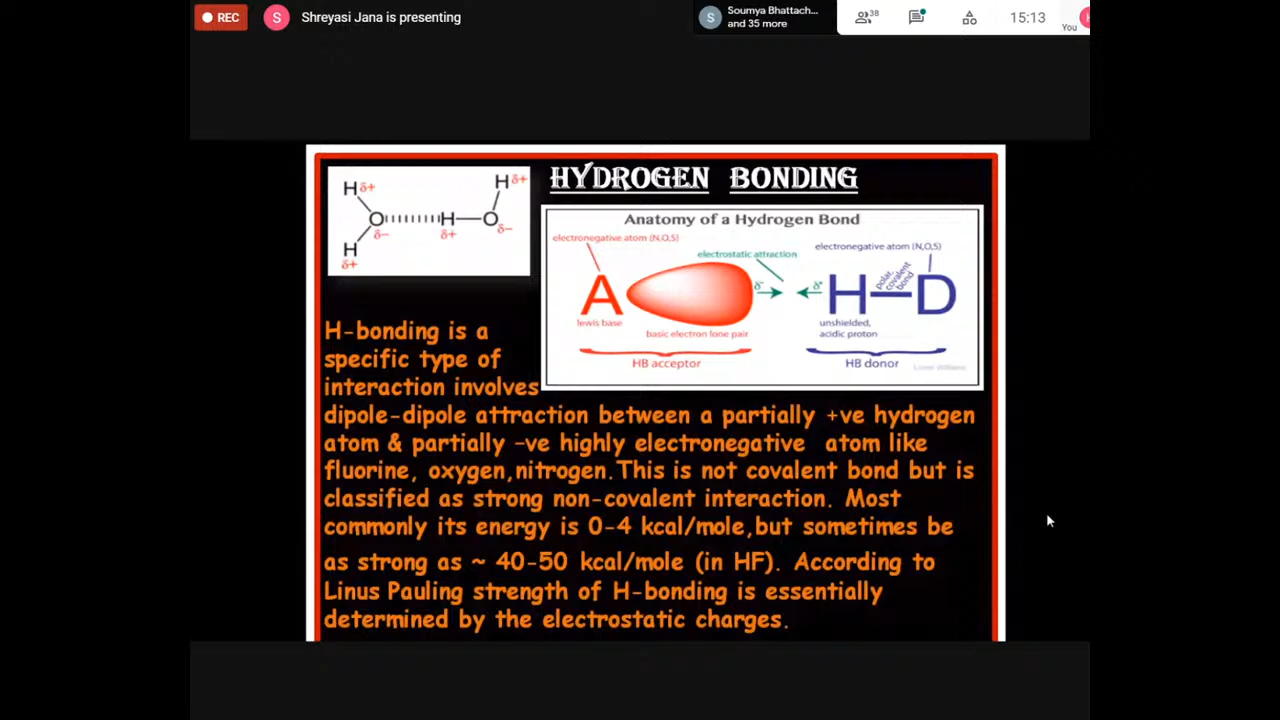 REC
S
Shreyasi Jana is presenting
S
Soumya Bhattach...
and 35 more
38
15:13
You
HYDROGEN BONDING
H δ+
H δ+
O H O
δ− δ+ δ−
H
δ+
Anatomy of a Hydrogen Bond
electronegative atom (N,O,S)
electronegative atom (N,O,S)
electrostatic attraction
polar,
covalent
bond
A δ− δ+ H D
lewis base
basic electron lone pair
unshielded,
acidic proton
HB acceptor
HB donor
H-bonding is a
specific type of
interaction involves
dipole-dipole attraction between a partially +ve hydrogen
atom & partially -ve highly electronegative atom like
fluorine, oxygen,nitrogen.This is not covalent bond but is
classified as strong non-covalent interaction. Most
commonly its energy is 0-4 kcal/mole,but sometimes be
as strong as ~ 40-50 kcal/mole (in HF). According to
Linus Pauling strength of H-bonding is essentially
determined by the electrostatic charges.